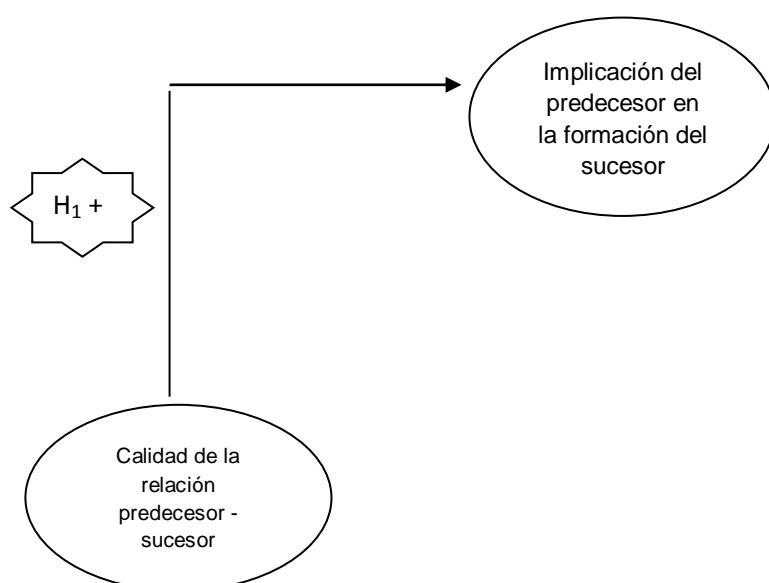 Implicación del
predecesor en
la formación del
sucesor
H₁ +
Calidad de la
relación
predecesor -
sucesor